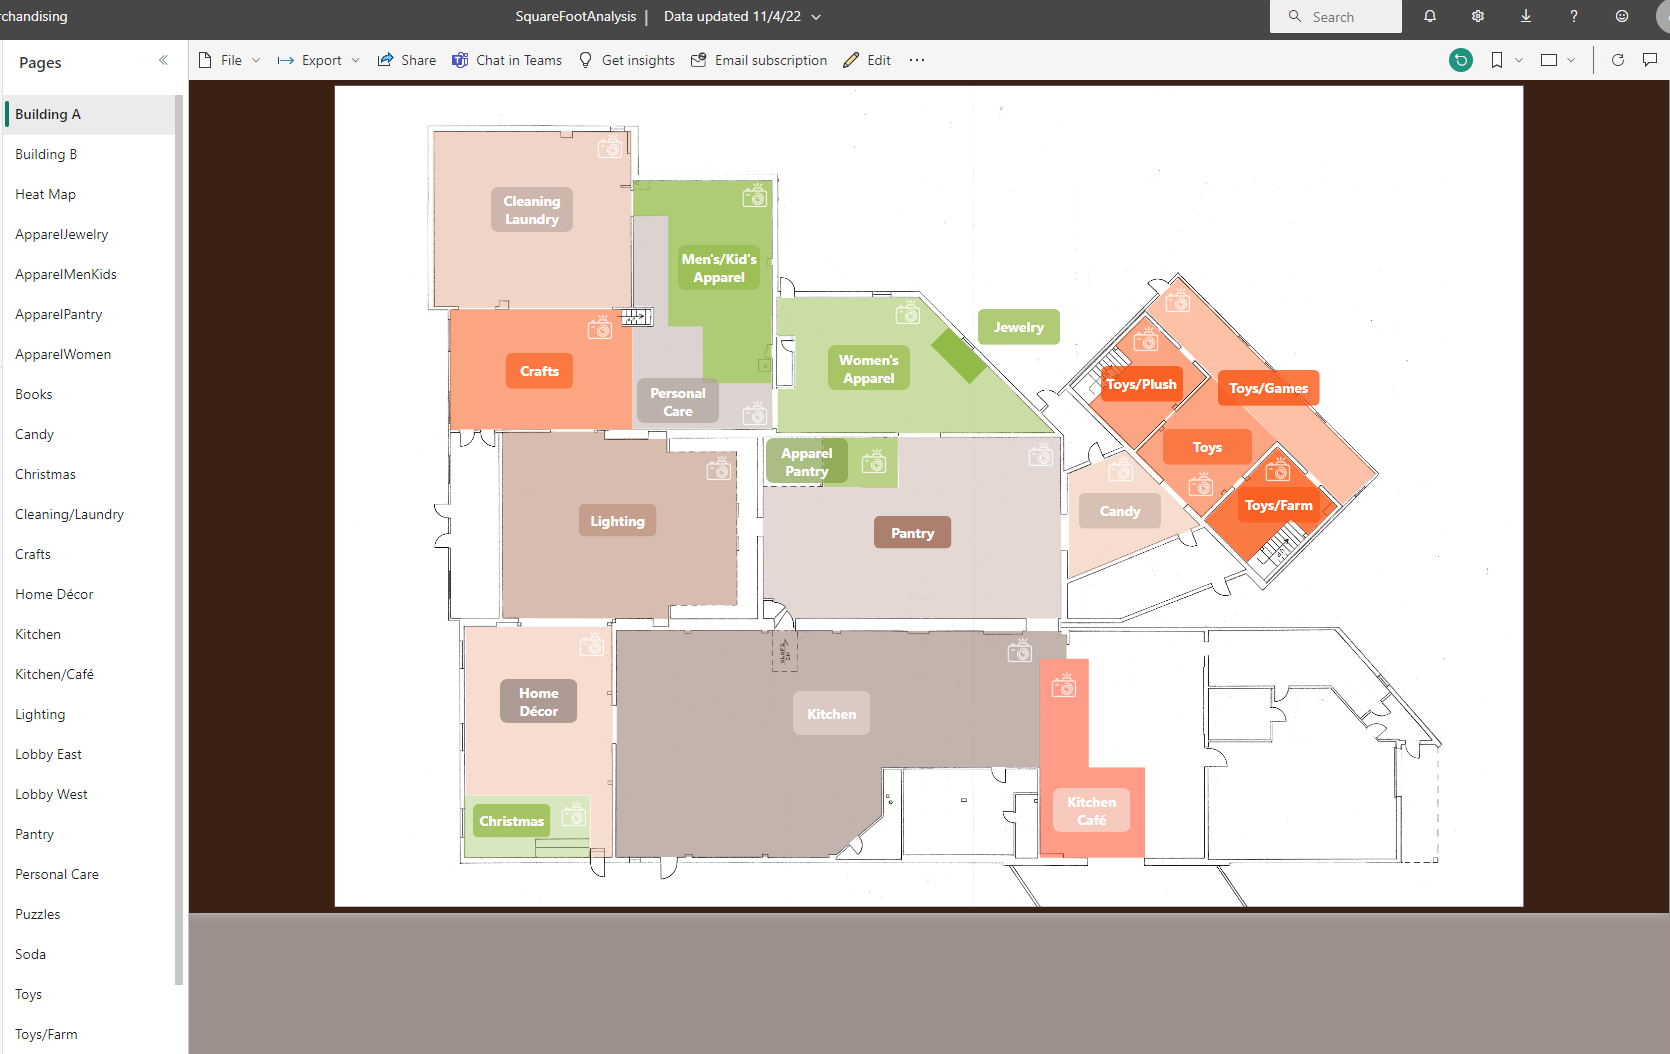 rchandising
SquareFootAnalysis | Data updated 11/4/22
Search
Pages
File
Export
Share
Chat in Teams
Get insights
Email subscription
Edit
Building A
Building B
Heat Map
ApparelJewelry
ApparelMenKids
ApparelPantry
ApparelWomen
Books
Candy
Christmas
Cleaning/Laundry
Crafts
Home Décor
Kitchen
Kitchen/Café
Lighting
Lobby East
Lobby West
Pantry
Personal Care
Puzzles
Soda
Toys
Toys/Farm
Cleaning
Laundry
Men's/Kid's
Apparel
Jewelry
Women's
Apparel
Crafts
Personal
Care
Toys/Plush
Toys/Games
Toys
Apparel
Pantry
Toys/Farm
Candy
Lighting
Pantry
Home
Décor
Kitchen
Kitchen
Café
Christmas